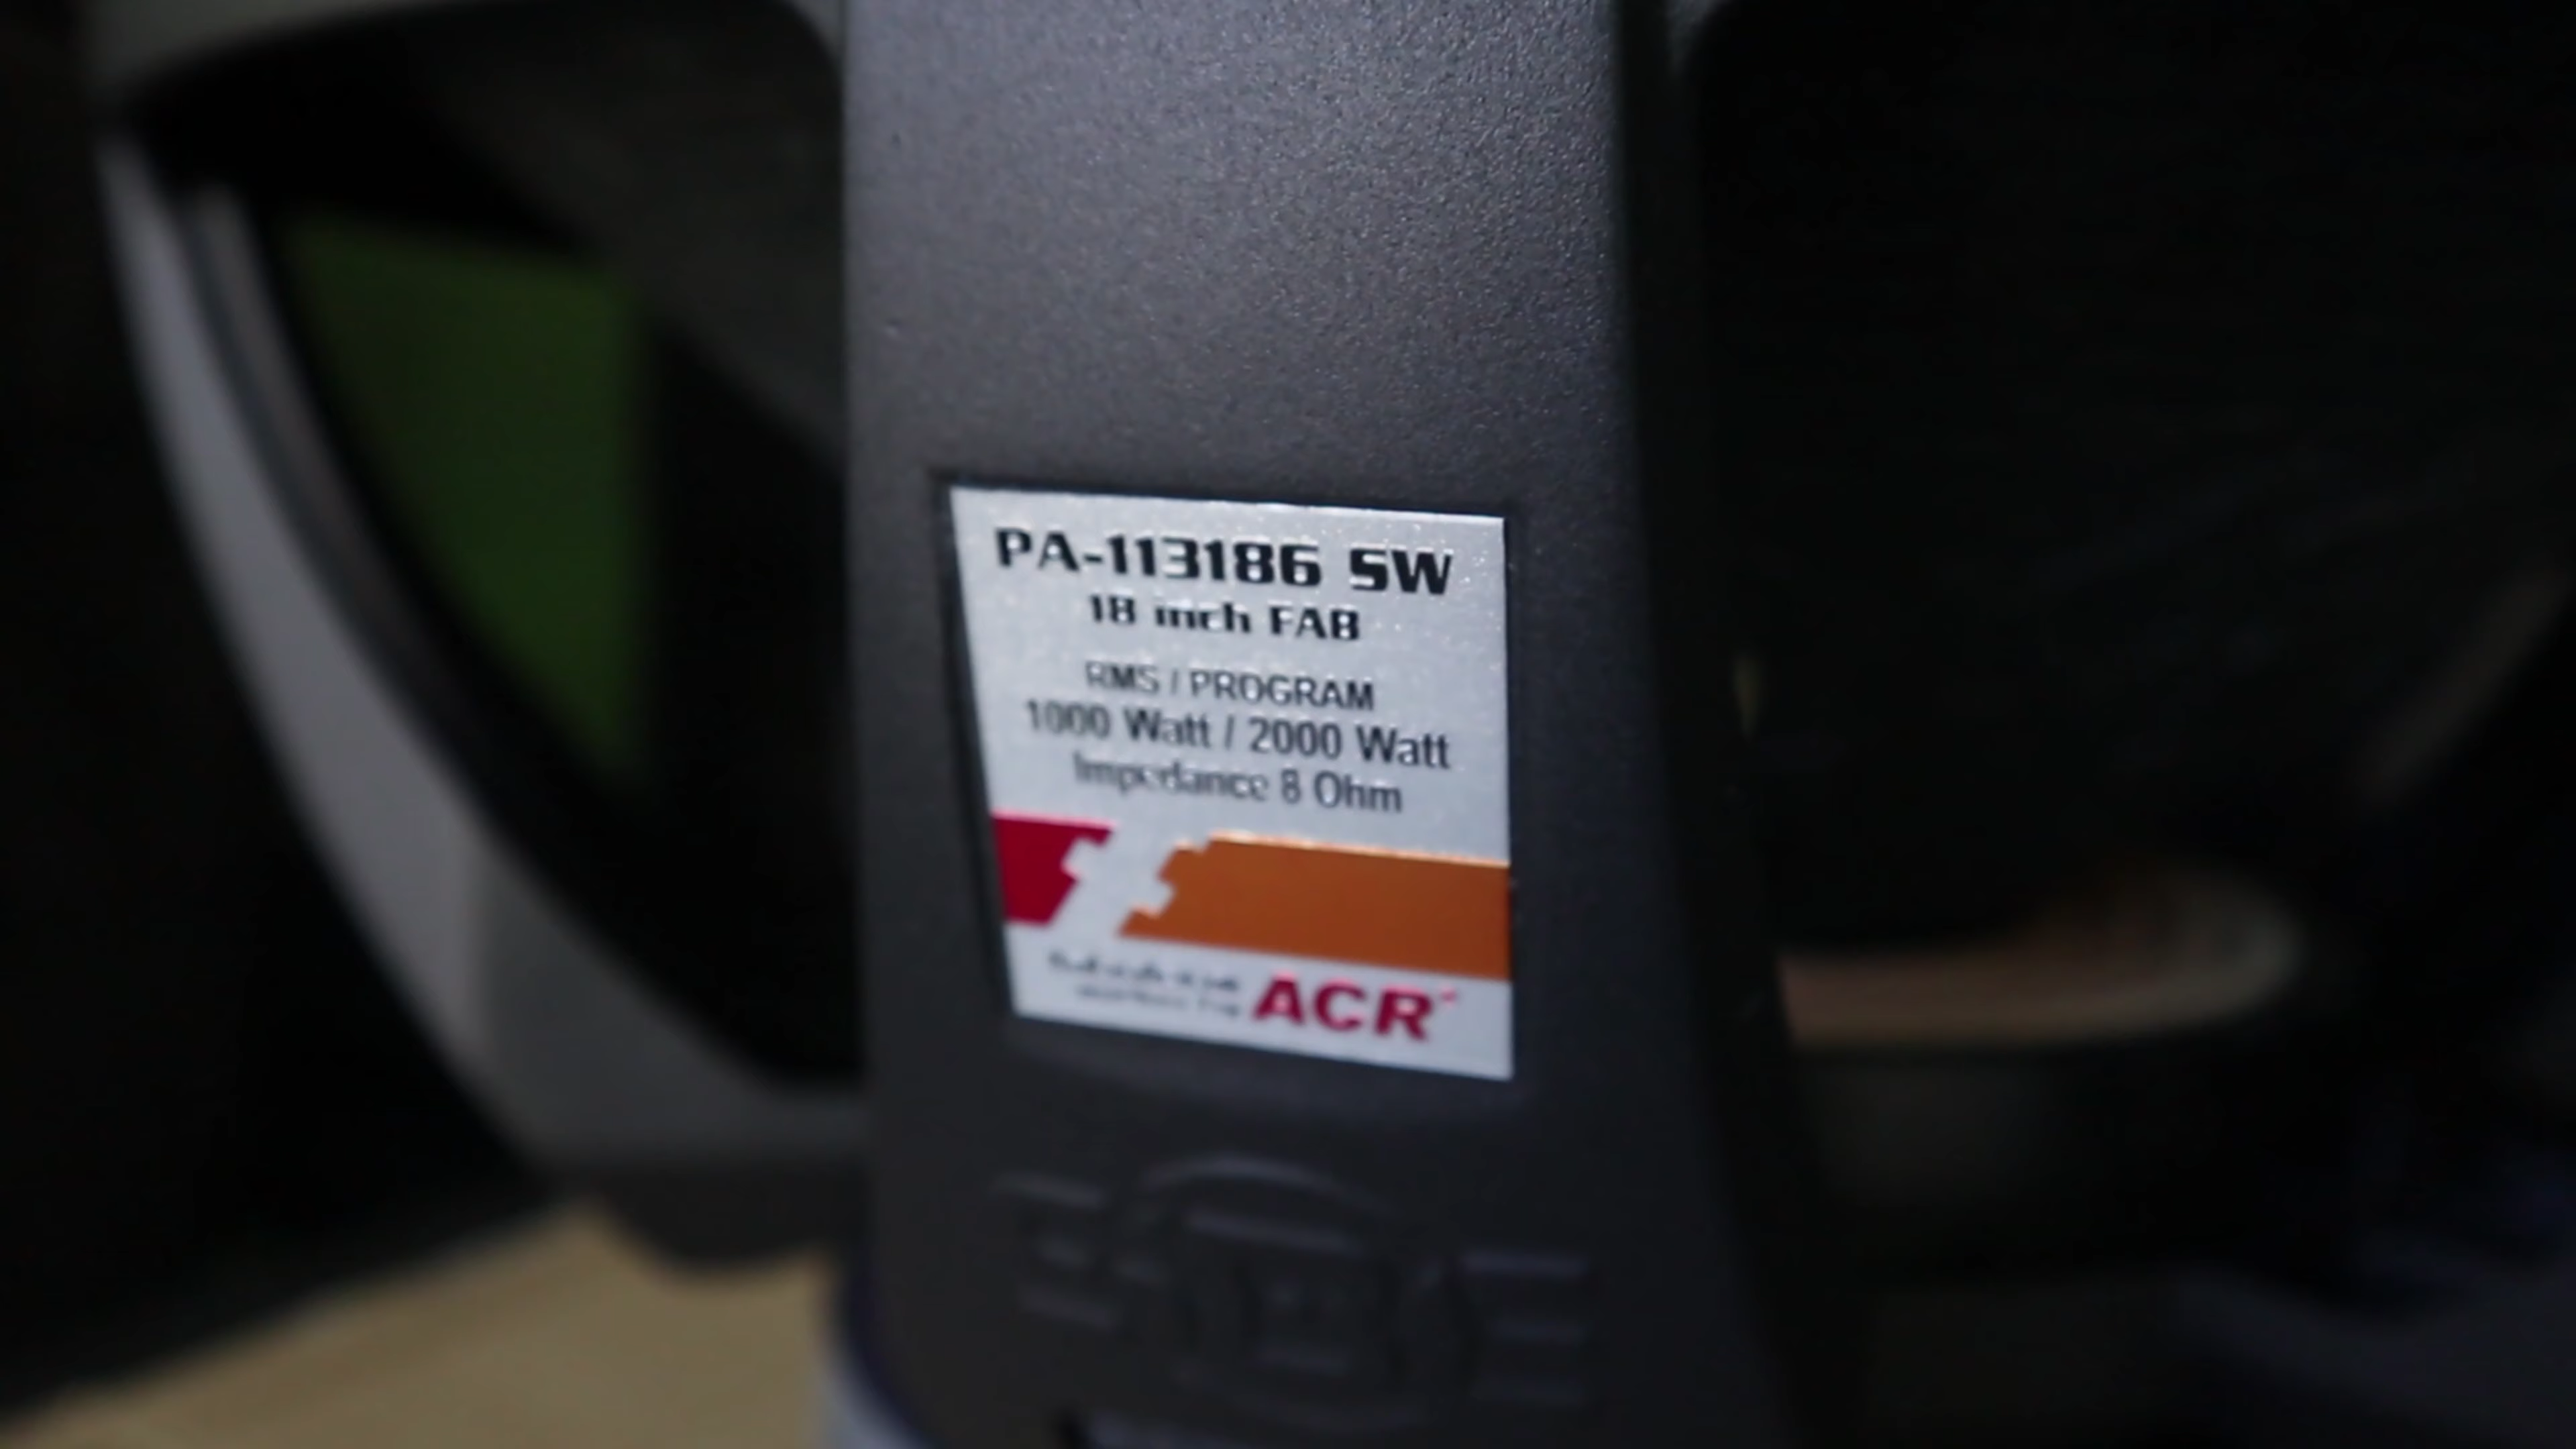 PA-113186 SW
18 inch FAB
RMS / PROGRAM
1000 Watt / 2000 Watt
Impedance 8 Ohm
ACR